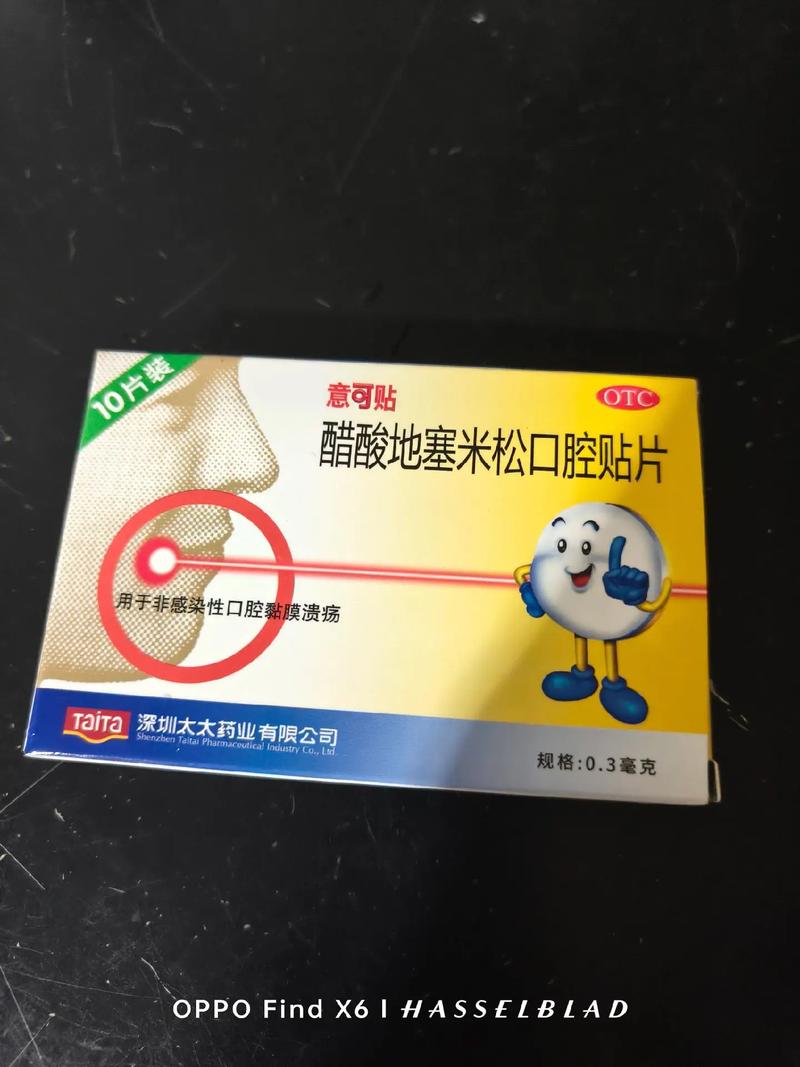 10片装
意可贴
OTC
醋酸地塞米松口腔贴片
用于非感染性口腔黏膜溃疡
TaiTa
深圳太太药业有限公司
Shenzhen Taitai Pharmaceutical Industry Co., Ltd
规格:0.3毫克
OPPO Find X6 | HASSELBLAD